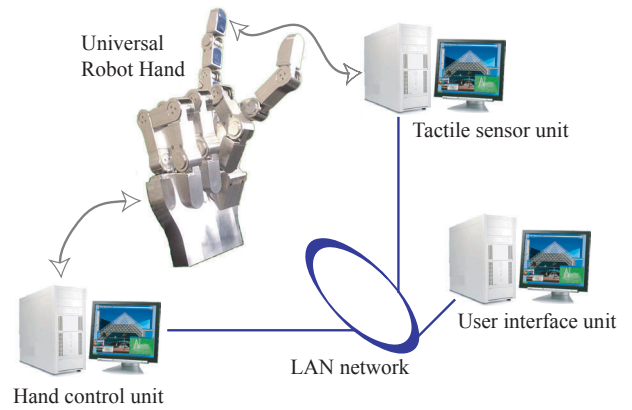 Universal
Robot Hand
Tactile sensor unit
User interface unit
LAN network
Hand control unit